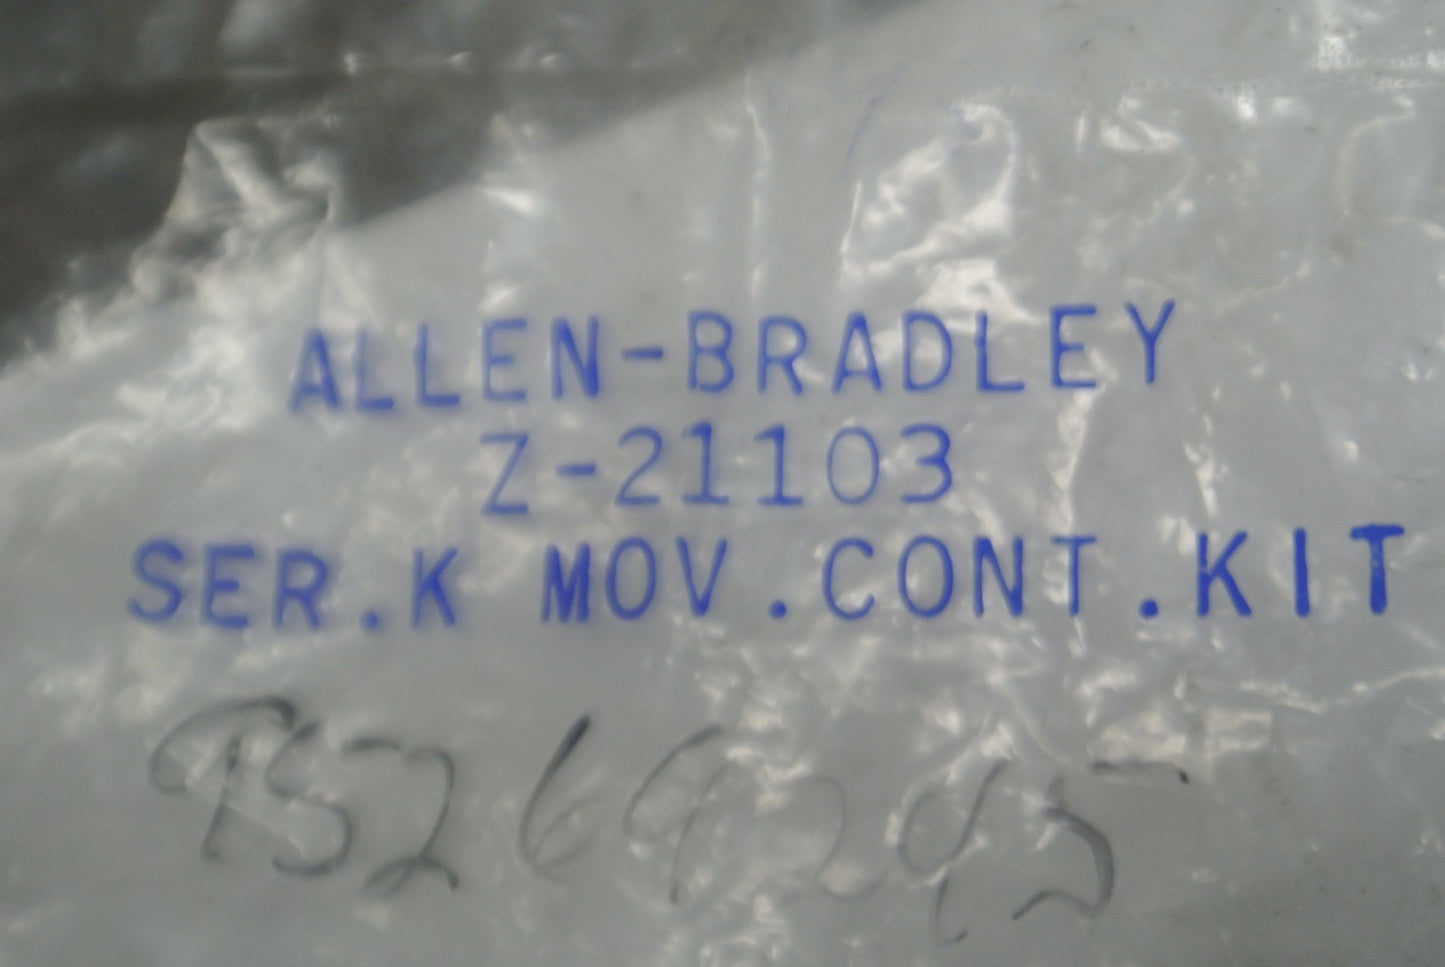 ALLEN-BRADLEY
Z-21103
SER.K MOV.CONT.KIT